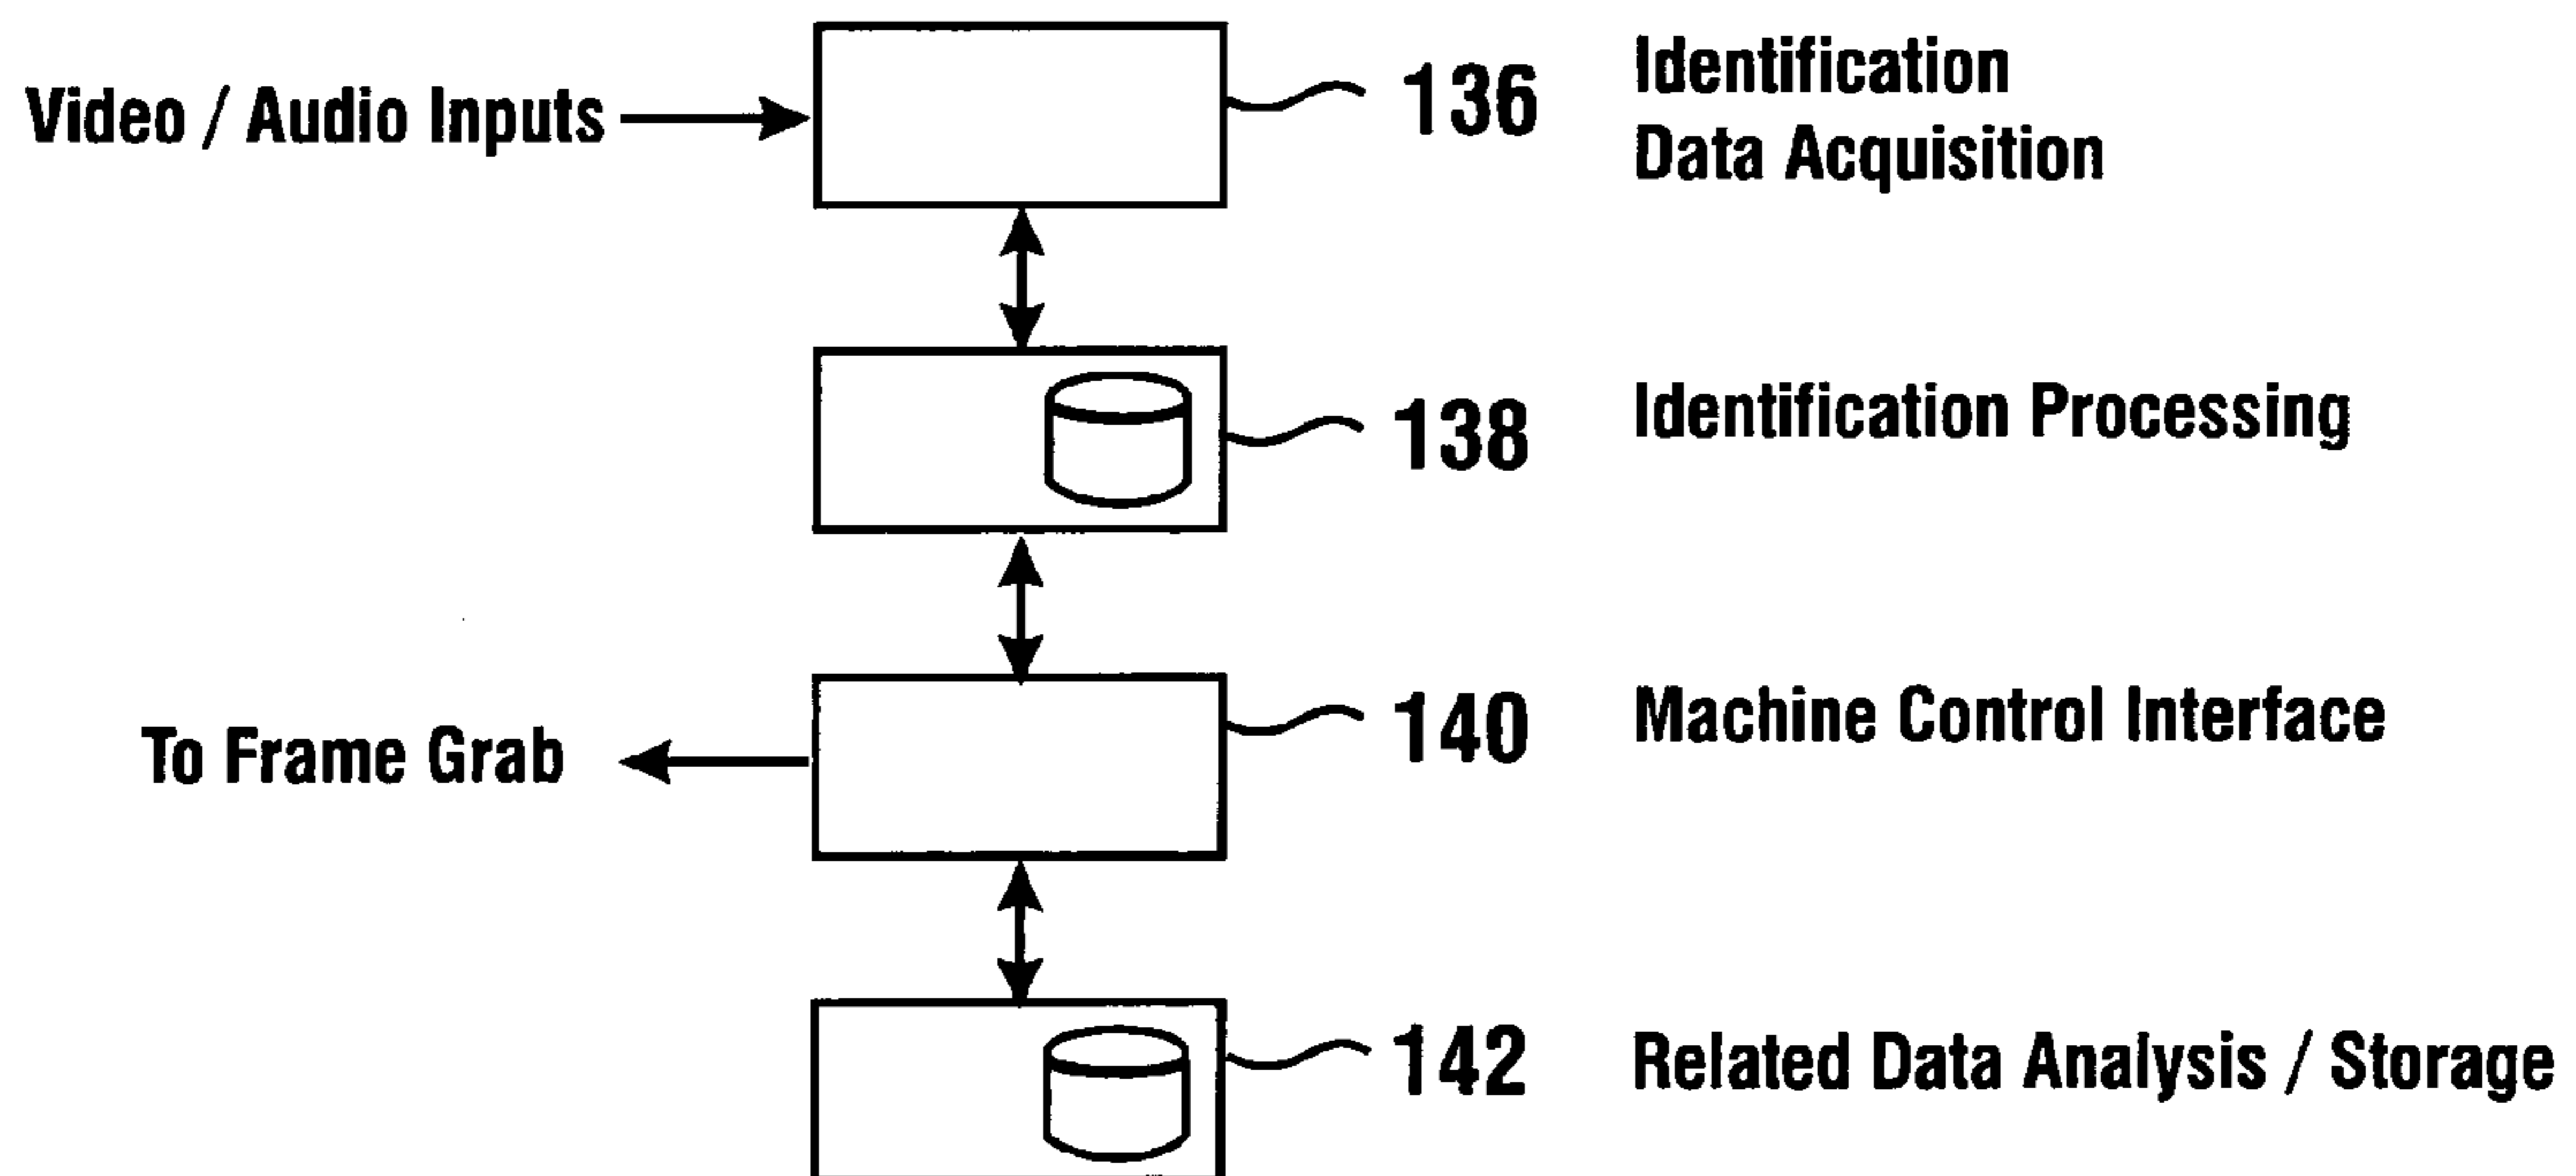 Video / Audio Inputs
136
Identification
Data Acquisition
138
Identification Processing
To Frame Grab
140
Machine Control Interface
142
Related Data Analysis / Storage